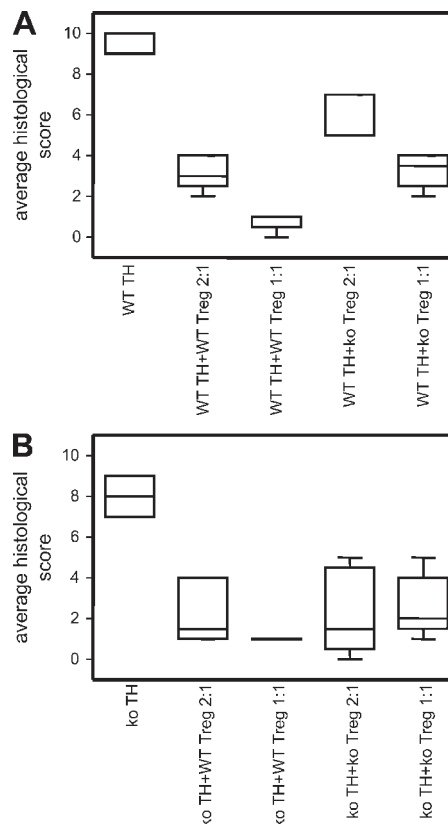 A
average histological
score
10
8
6
4
2
0
WT TH
WT TH+WT Treg 2:1
WT TH+WT Treg 1:1
WT TH+ko Treg 2:1
WT TH+ko Treg 1:1
B
average histological
score
10
8
6
4
2
0
ko TH
ko TH+WT Treg 2:1
ko TH+WT Treg 1:1
ko TH+ko Treg 2:1
ko TH+ko Treg 1:1